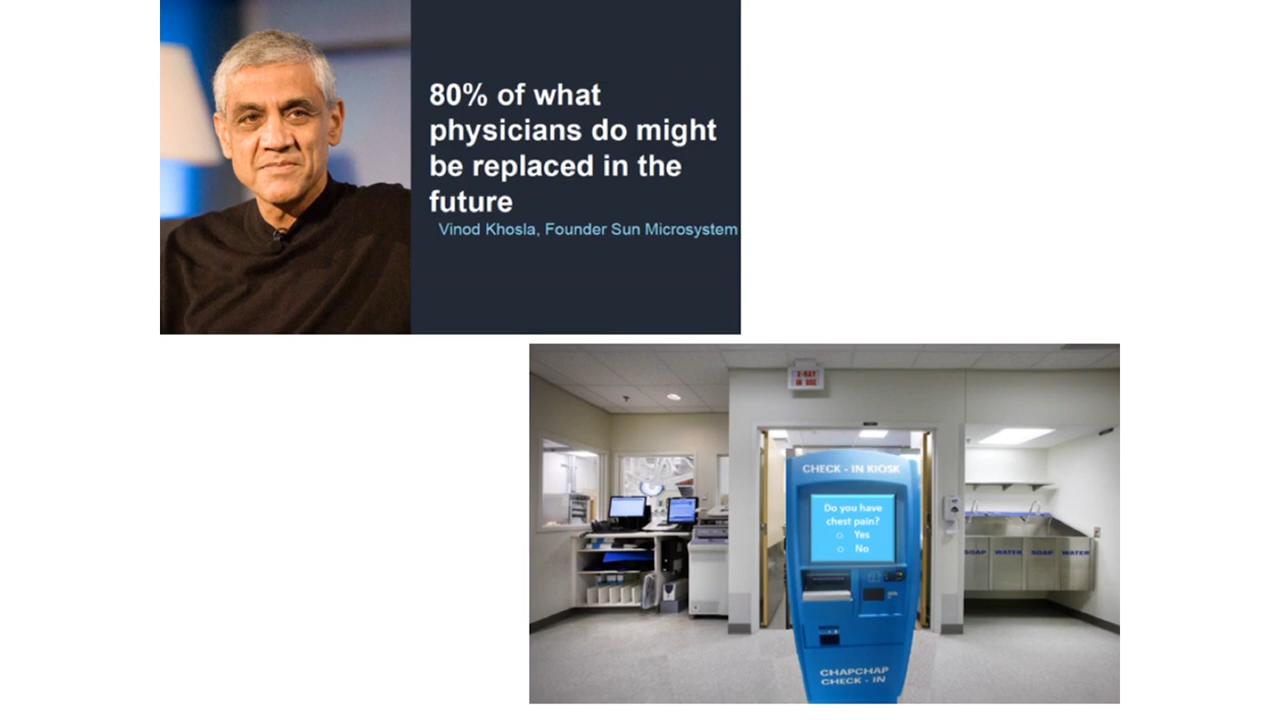 80% of what
physicians do might
be replaced in the
future
Vinod Khosla, Founder Sun Microsystem
X-RAY
IN USE
CHECK - IN KIOSK
Do you have
chest pain?
Yes
No
SOAP WATER SOAP WATER
CHAPCHAP
CHECK - IN